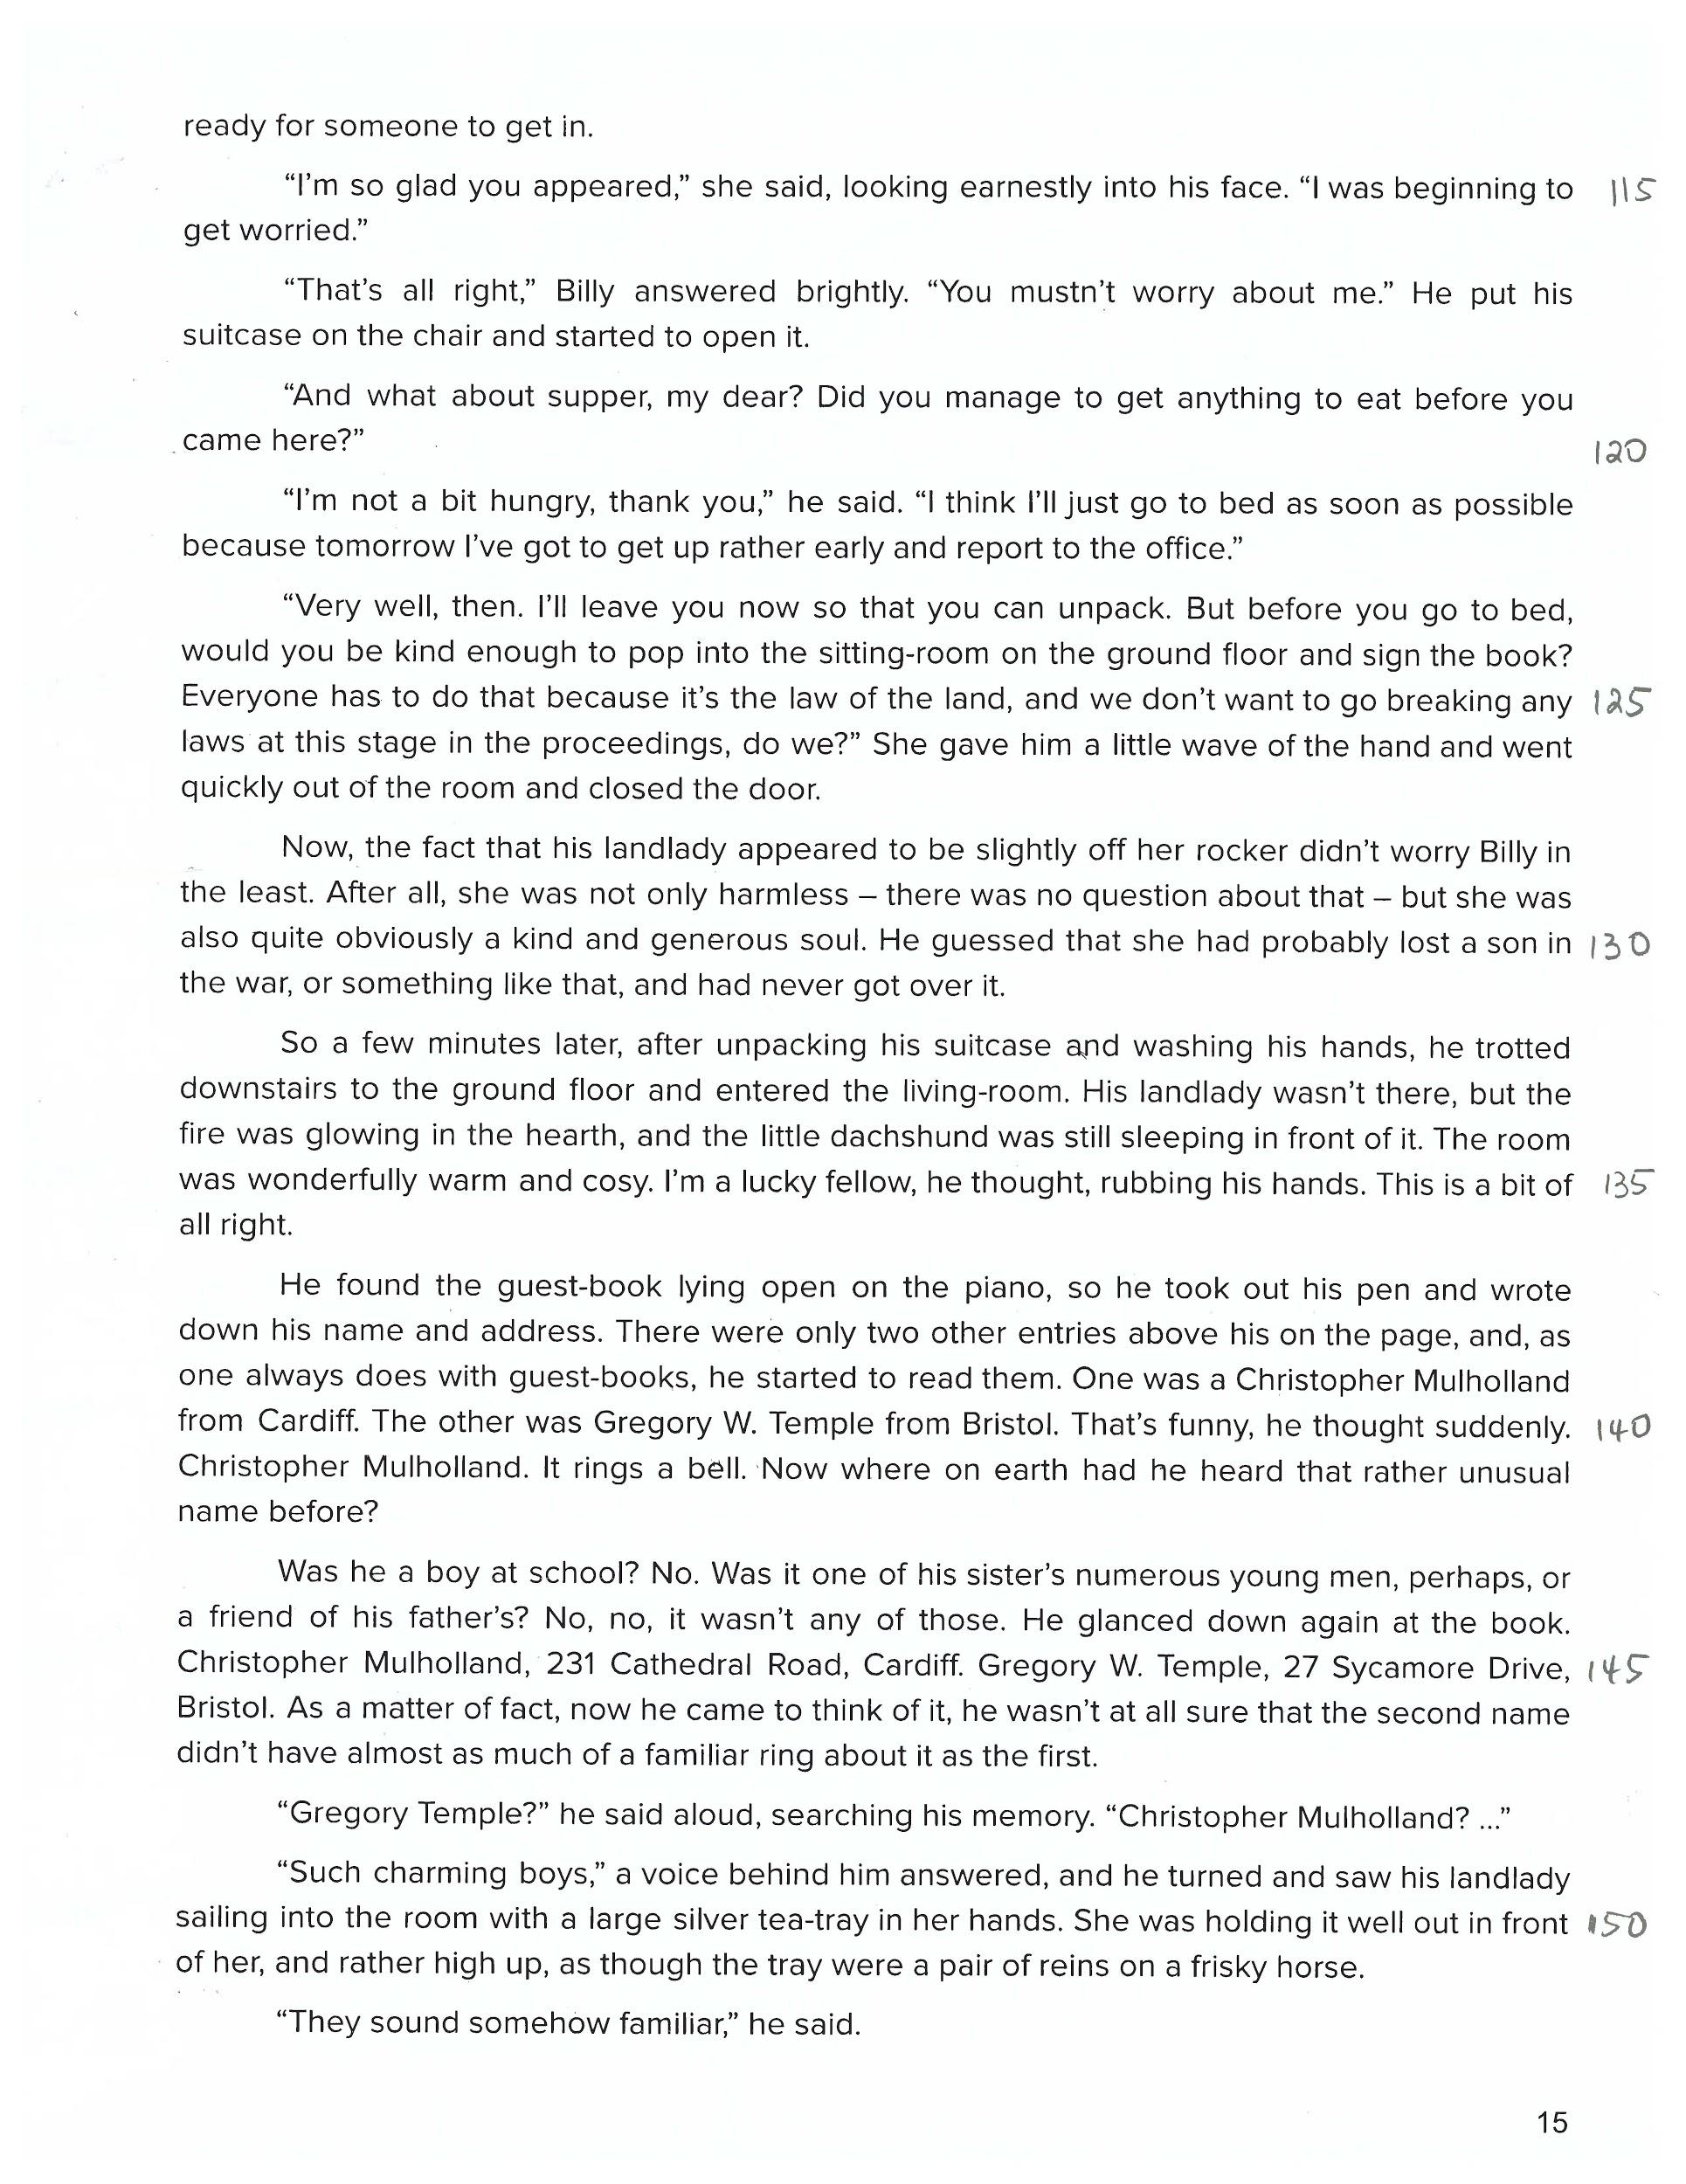 ready for someone to get in.
“I’m so glad you appeared,” she said, looking earnestly into his face. “I was beginning to 115
get worried.”
“That’s all right,” Billy answered brightly. “You mustn’t worry about me.” He put his
suitcase on the chair and started to open it.
“And what about supper, my dear? Did you manage to get anything to eat before you
came here?” 120
“I’m not a bit hungry, thank you,” he said. “I think I’ll just go to bed as soon as possible
because tomorrow I’ve got to get up rather early and report to the office.”
“Very well, then. I’ll leave you now so that you can unpack. But before you go to bed,
would you be kind enough to pop into the sitting-room on the ground floor and sign the book?
Everyone has to do that because it’s the law of the land, and we don’t want to go breaking any 125
laws at this stage in the proceedings, do we?” She gave him a little wave of the hand and went
quickly out of the room and closed the door.
Now, the fact that his landlady appeared to be slightly off her rocker didn’t worry Billy in
the least. After all, she was not only harmless – there was no question about that – but she was
also quite obviously a kind and generous soul. He guessed that she had probably lost a son in 130
the war, or something like that, and had never got over it.
So a few minutes later, after unpacking his suitcase and washing his hands, he trotted
downstairs to the ground floor and entered the living-room. His landlady wasn’t there, but the
fire was glowing in the hearth, and the little dachshund was still sleeping in front of it. The room
was wonderfully warm and cosy. I’m a lucky fellow, he thought, rubbing his hands. This is a bit of 135
all right.
He found the guest-book lying open on the piano, so he took out his pen and wrote
down his name and address. There were only two other entries above his on the page, and, as
one always does with guest-books, he started to read them. One was a Christopher Mulholland
from Cardiff. The other was Gregory W. Temple from Bristol. That’s funny, he thought suddenly. 140
Christopher Mulholland. It rings a bell. Now where on earth had he heard that rather unusual
name before?
Was he a boy at school? No. Was it one of his sister’s numerous young men, perhaps, or
a friend of his father’s? No, no, it wasn’t any of those. He glanced down again at the book.
Christopher Mulholland, 231 Cathedral Road, Cardiff. Gregory W. Temple, 27 Sycamore Drive, 145
Bristol. As a matter of fact, now he came to think of it, he wasn’t at all sure that the second name
didn’t have almost as much of a familiar ring about it as the first.
“Gregory Temple?” he said aloud, searching his memory. “Christopher Mulholland? ...”
“Such charming boys,” a voice behind him answered, and he turned and saw his landlady
sailing into the room with a large silver tea-tray in her hands. She was holding it well out in front 150
of her, and rather high up, as though the tray were a pair of reins on a frisky horse.
“They sound somehow familiar,” he said.
15